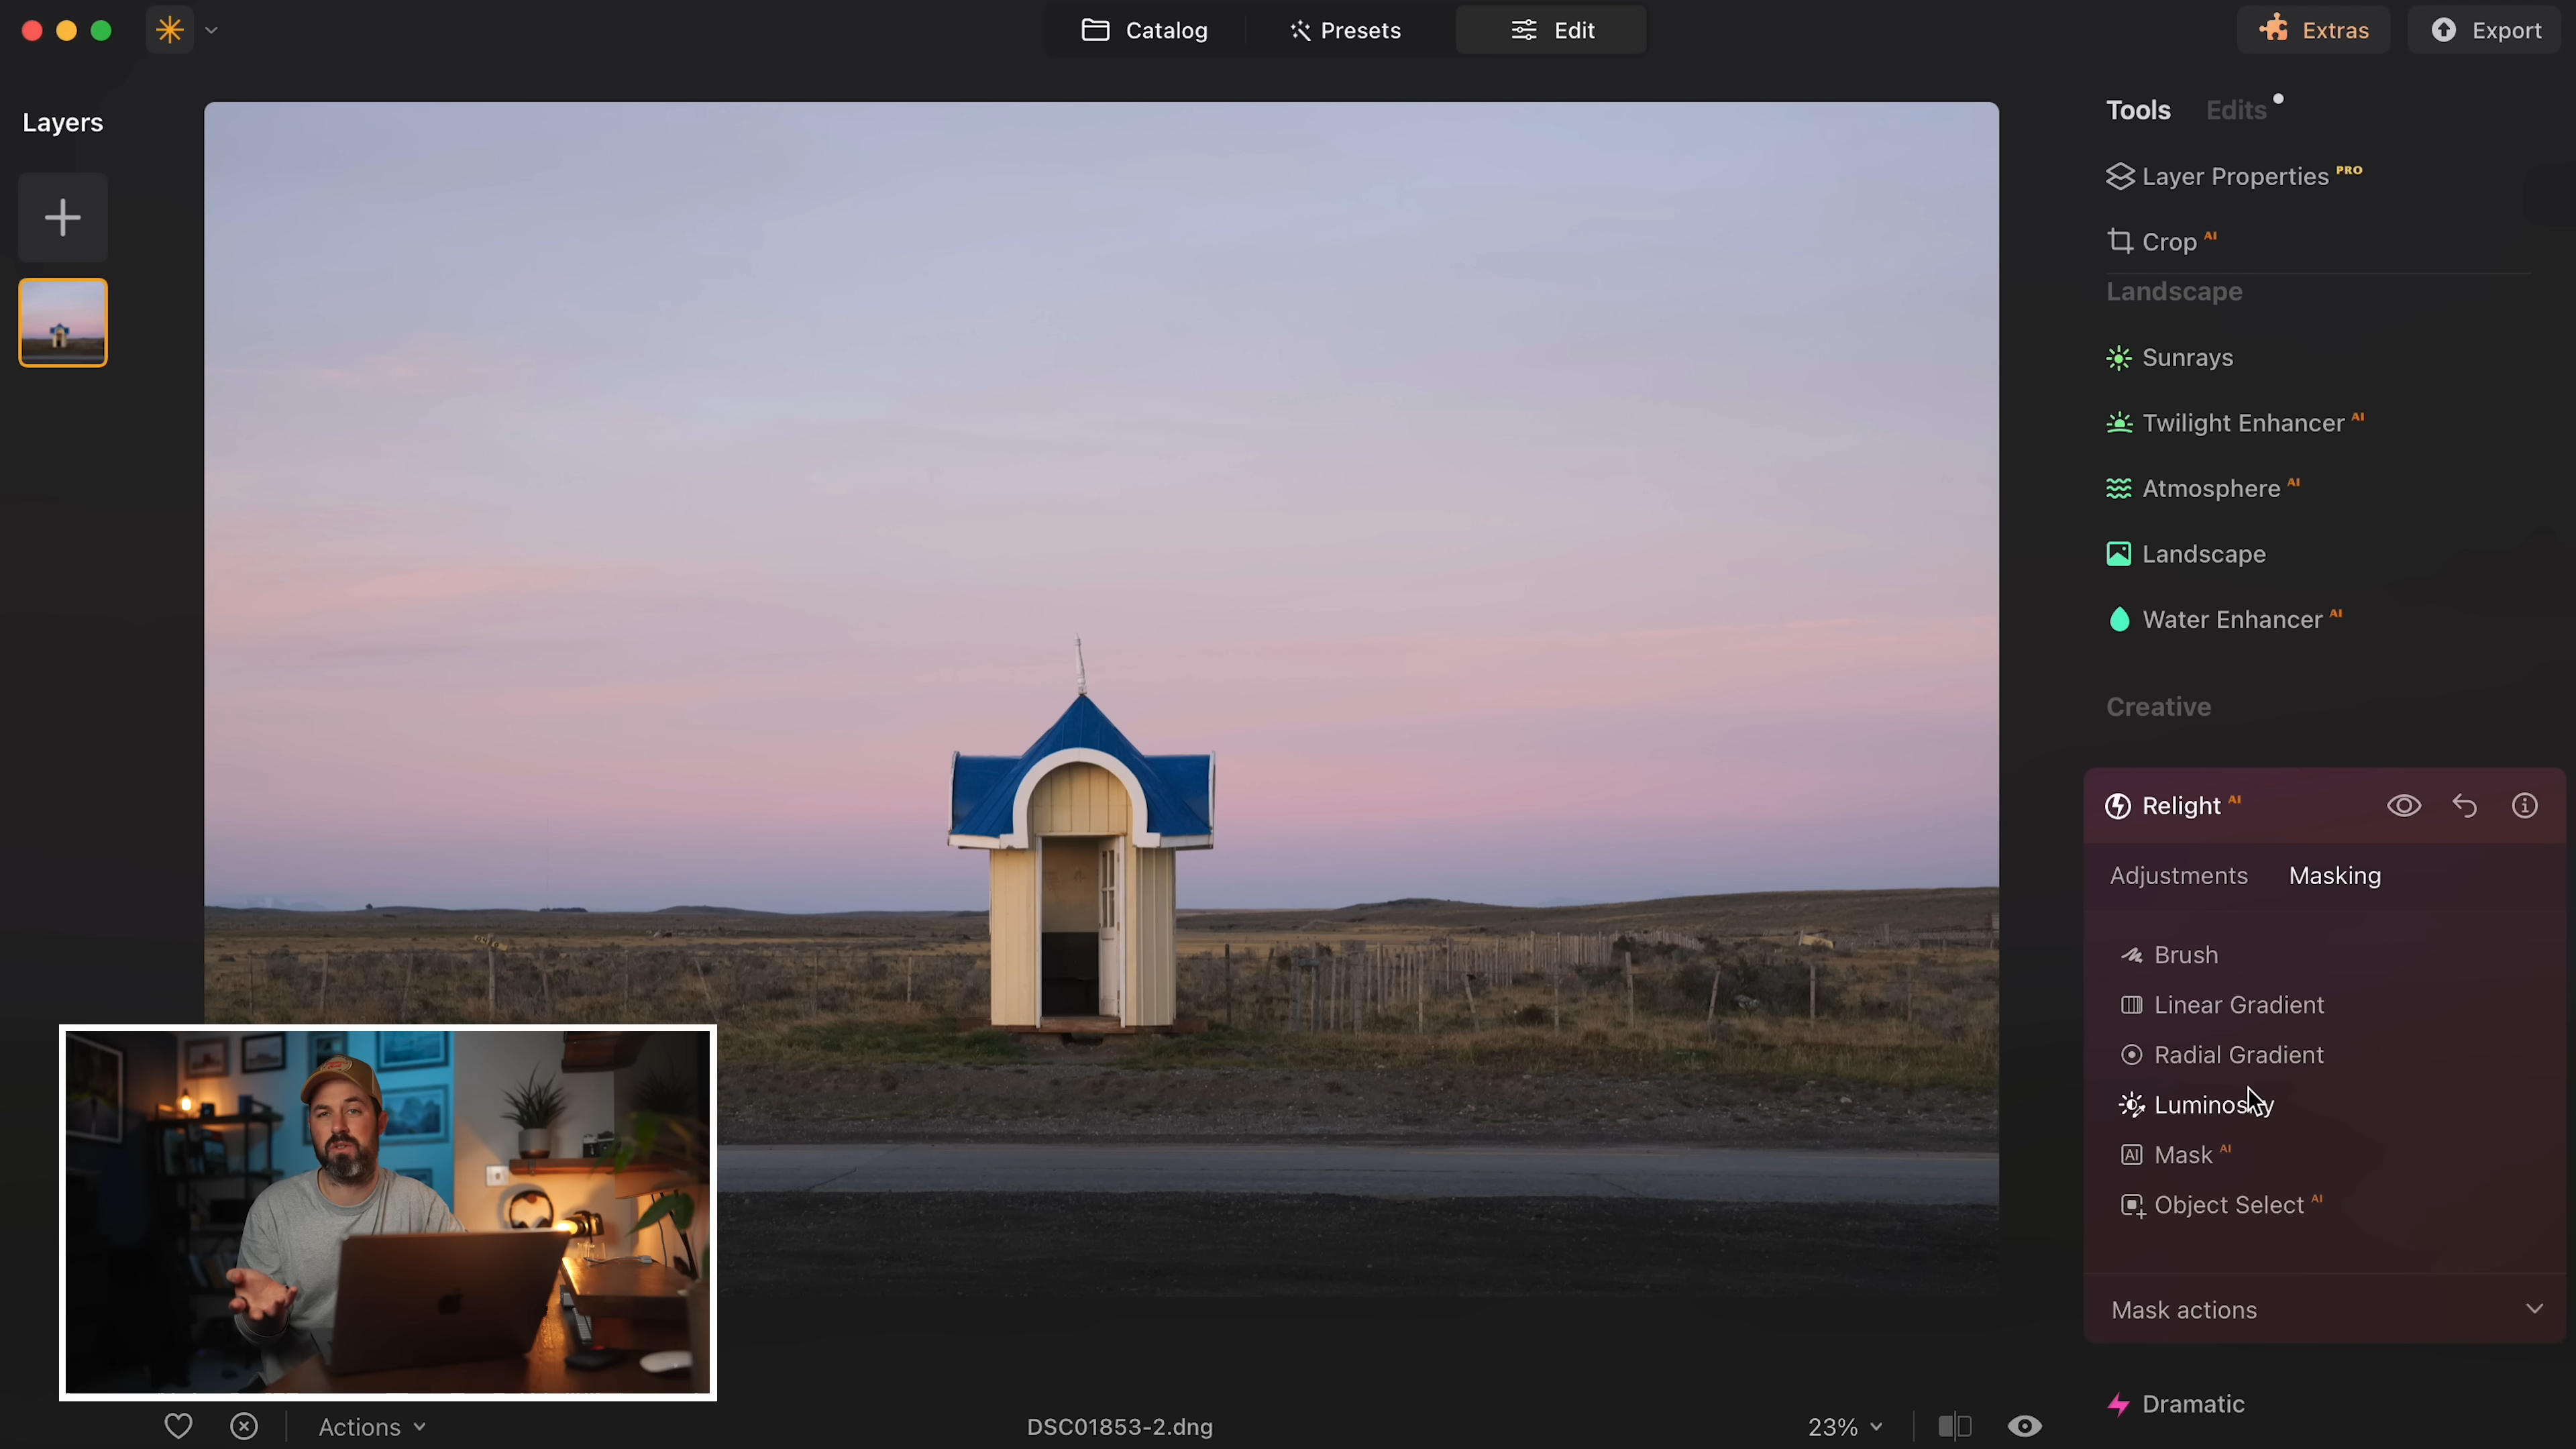 Catalog
Presets
Edit
Extras
Export
Layers
Tools
Edits
Layer Properties PRO
Crop AI
Landscape
Sunrays
Twilight Enhancer AI
Atmosphere AI
Landscape
Water Enhancer AI
Creative
Relight AI
Adjustments
Masking
Brush
Linear Gradient
Radial Gradient
Luminosity
AI Mask AI
Object Select AI
Mask actions
Dramatic
Actions
DSC01853-2.dng
23%